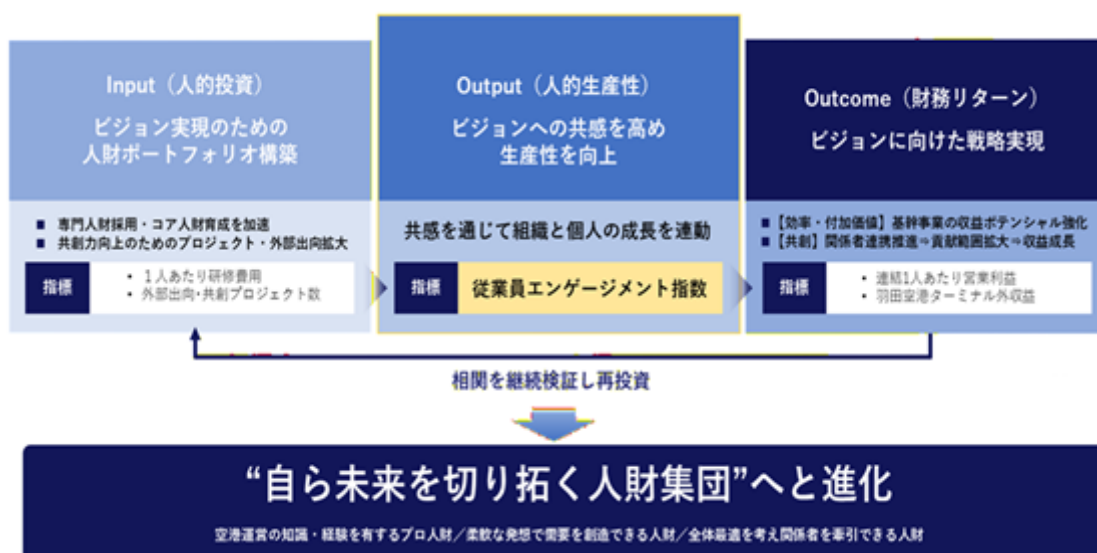 Input（人的投資）
ビジョン実現のための
人財ポートフォリオ構築
■ 専門人財採用・コア人財育成を加速
■ 共創力向上のためのプロジェクト・外部出向拡大
指標
・１人あたり研修費用
・外部出向・共創プロジェクト数
Output（人的生産性）
ビジョンへの共感を高め
生産性を向上
共感を通じて組織と個人の成長を連動
指標
従業員エンゲージメント指数
Outcome（財務リターン）
ビジョンに向けた戦略実現
■【効率・付加価値】基幹事業の収益ポテンシャル強化
■【共創】関係者連携推進⇒貢献範囲拡大⇒収益成長
指標
・連結1人あたり営業利益
・羽田空港ターミナル外収益
相関を継続検証し再投資
“自ら未来を切り拓く人財集団”へと進化
空港運営の知識・経験を有するプロ人財／柔軟な発想で需要を創造できる人財／全体最適を考え関係者を牽引できる人財